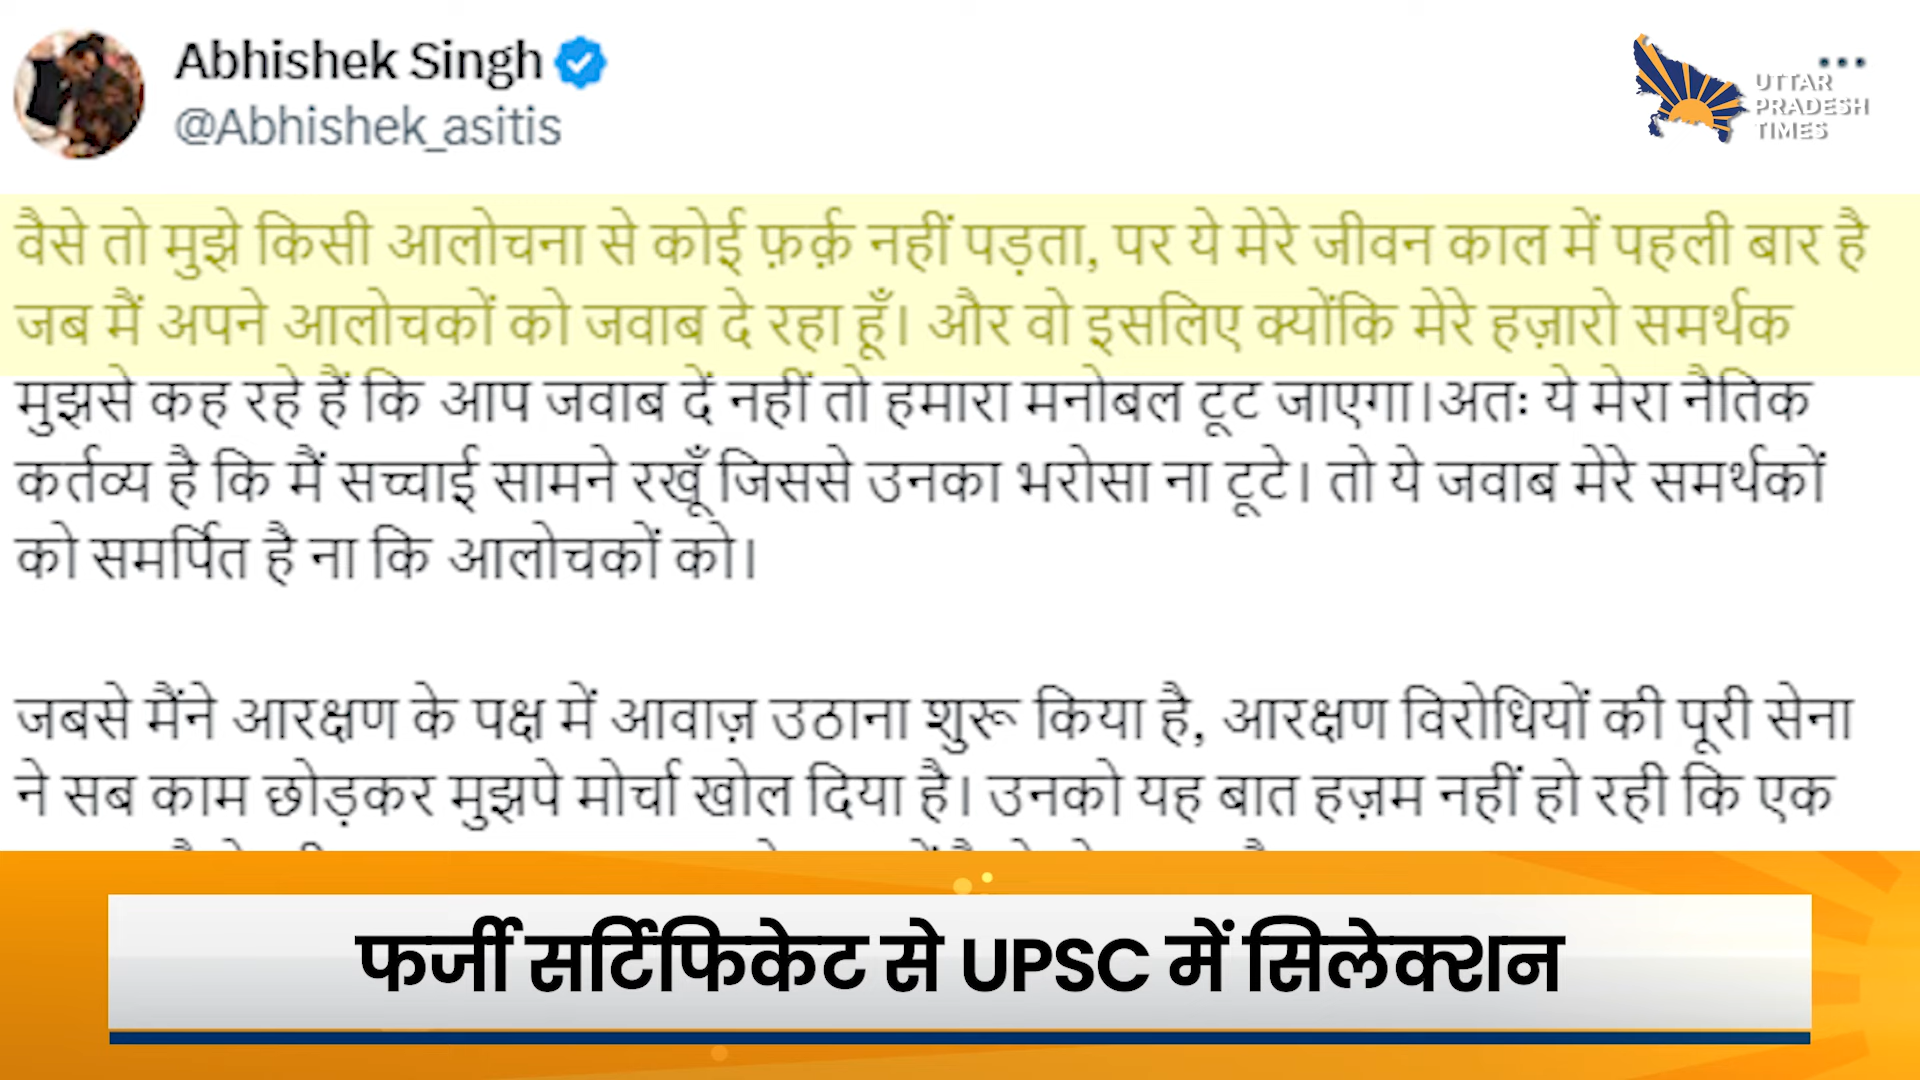 Abhishek Singh
@Abhishek_asitis
UTTAR
PRADESH
TIMES
वैसे तो मुझे किसी आलोचना से कोई फ़र्क़ नहीं पड़ता, पर ये मेरे जीवन काल में पहली बार है
जब मैं अपने आलोचकों को जवाब दे रहा हूँ। और वो इसलिए क्योंकि मेरे हज़ारो समर्थक
मुझसे कह रहे हैं कि आप जवाब दें नहीं तो हमारा मनोबल टूट जाएगा।अतः ये मेरा नैतिक
कर्तव्य है कि मैं सच्चाई सामने रखूँ जिससे उनका भरोसा ना टूटे। तो ये जवाब मेरे समर्थकों
को समर्पित है ना कि आलोचकों को।
जबसे मैंने आरक्षण के पक्ष में आवाज़ उठाना शुरू किया है, आरक्षण विरोधियों की पूरी सेना
ने सब काम छोड़कर मुझपे मोर्चा खोल दिया है। उनको यह बात हज़म नहीं हो रही कि एक
फर्जी सर्टिफिकेट से UPSC में सिलेक्शन